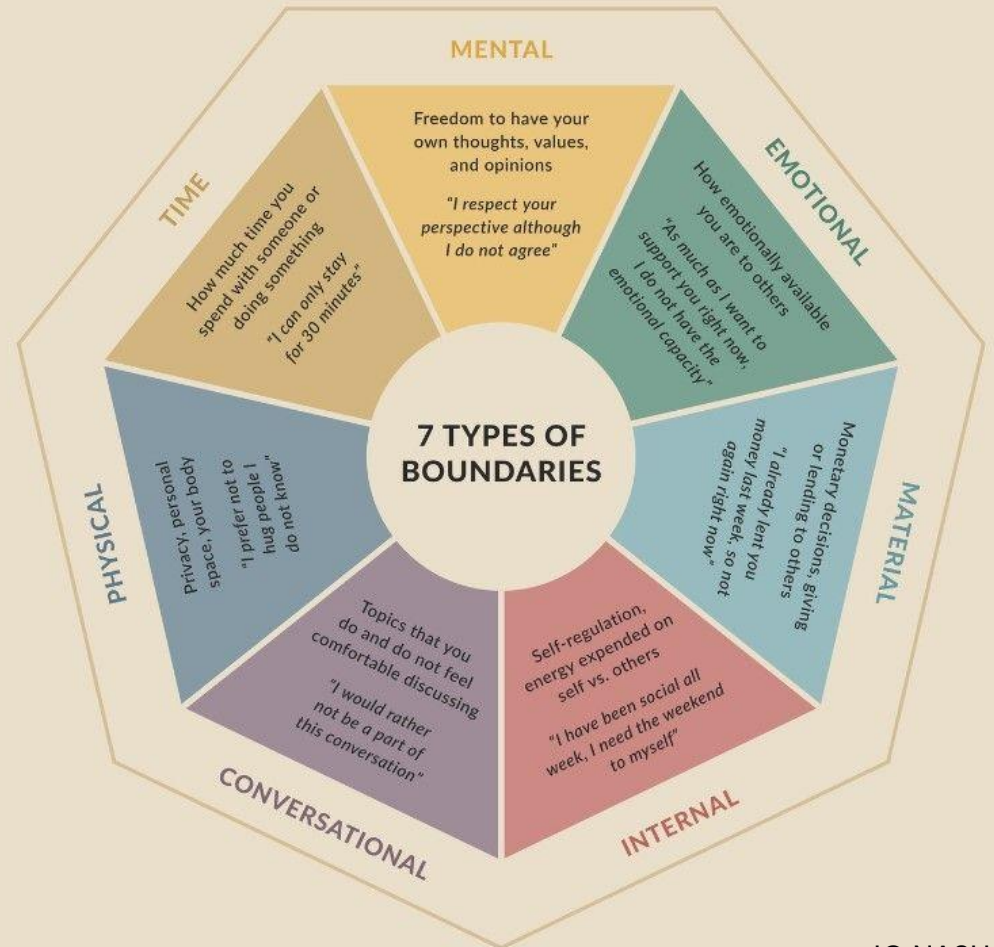 MENTAL
Freedom to have your
own thoughts, values,
and opinions
"I respect your
perspective although
I do not agree"
EMOTIONAL
How emotionally available
you are to others
"As much as I want to
support you right now,
I do not have the
emotional capacity"
MATERIAL
Monetary decisions, giving
or lending to others
"I already lent you
money last week, so not
again right now"
INTERNAL
Self-regulation,
energy expended on
self vs. others
"I have been social all
week, I need the weekend
to myself"
CONVERSATIONAL
Topics that you
do and do not feel
comfortable discussing
"I would rather
not be a part of
this conversation"
PHYSICAL
Privacy, personal
space, your body
"I prefer not to
hug people I
do not know"
TIME
How much time you
spend with someone or
doing something
"I can only stay
for 30 minutes"
7 TYPES OF
BOUNDARIES